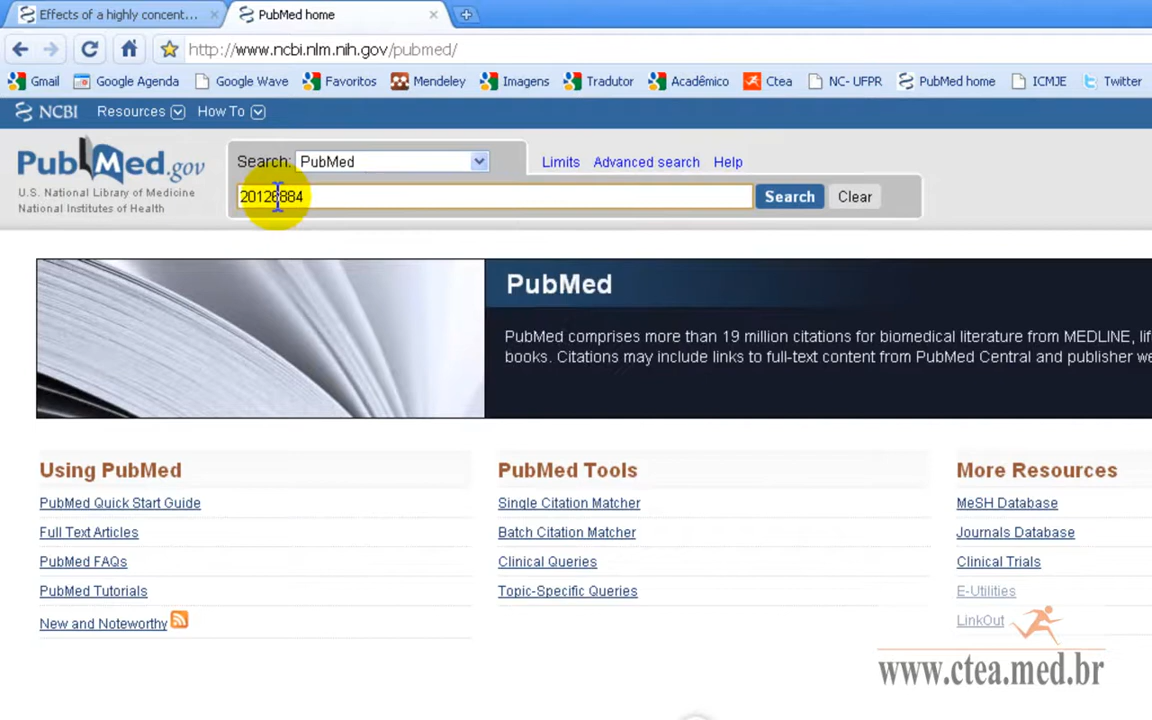 Effects of a highly concent...
PubMed home
http://www.ncbi.nlm.nih.gov/pubmed/
Gmail Google Agenda Google Wave Favoritos Mendeley Imagens Tradutor Acadêmico Ctea NC- UFPR PubMed home ICMJE Twitter
NCBI Resources How To
PubMed.gov
U.S. National Library of Medicine
National Institutes of Health
Search: PubMed
Limits Advanced search Help
Search Clear
PubMed
PubMed comprises more than 19 million citations for biomedical literature from MEDLINE, li
books. Citations may include links to full-text content from PubMed Central and publisher we
Using PubMed
PubMed Quick Start Guide
Full Text Articles
PubMed FAQs
PubMed Tutorials
New and Noteworthy
PubMed Tools
Single Citation Matcher
Batch Citation Matcher
Clinical Queries
Topic-Specific Queries
More Resources
MeSH Database
Journals Database
Clinical Trials
E-Utilities
LinkOut
www.ctea.med.br